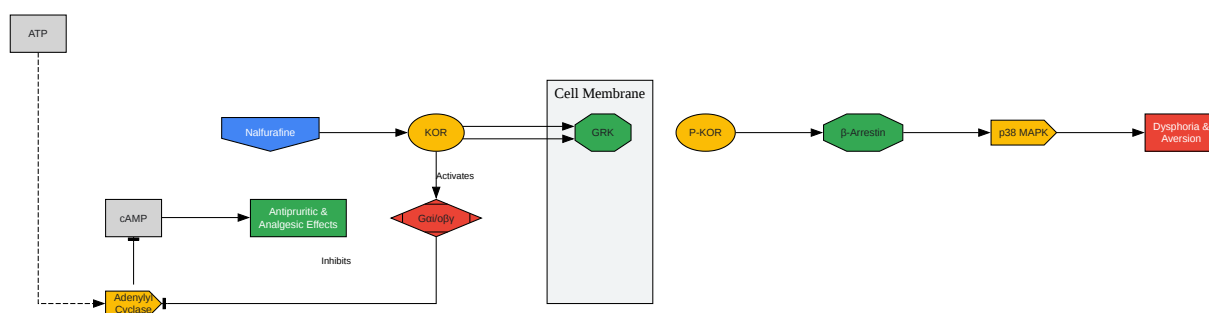 ATP
Cell Membrane
Nalfurafine
KOR
GRK
P-KOR
β-Arrestin
p38 MAPK
Dysphoria &
Aversion
Activates
cAMP
Antipruritic &
Analgesic Effects
Gαi/oβγ
Inhibits
Adenylyl
Cyclase